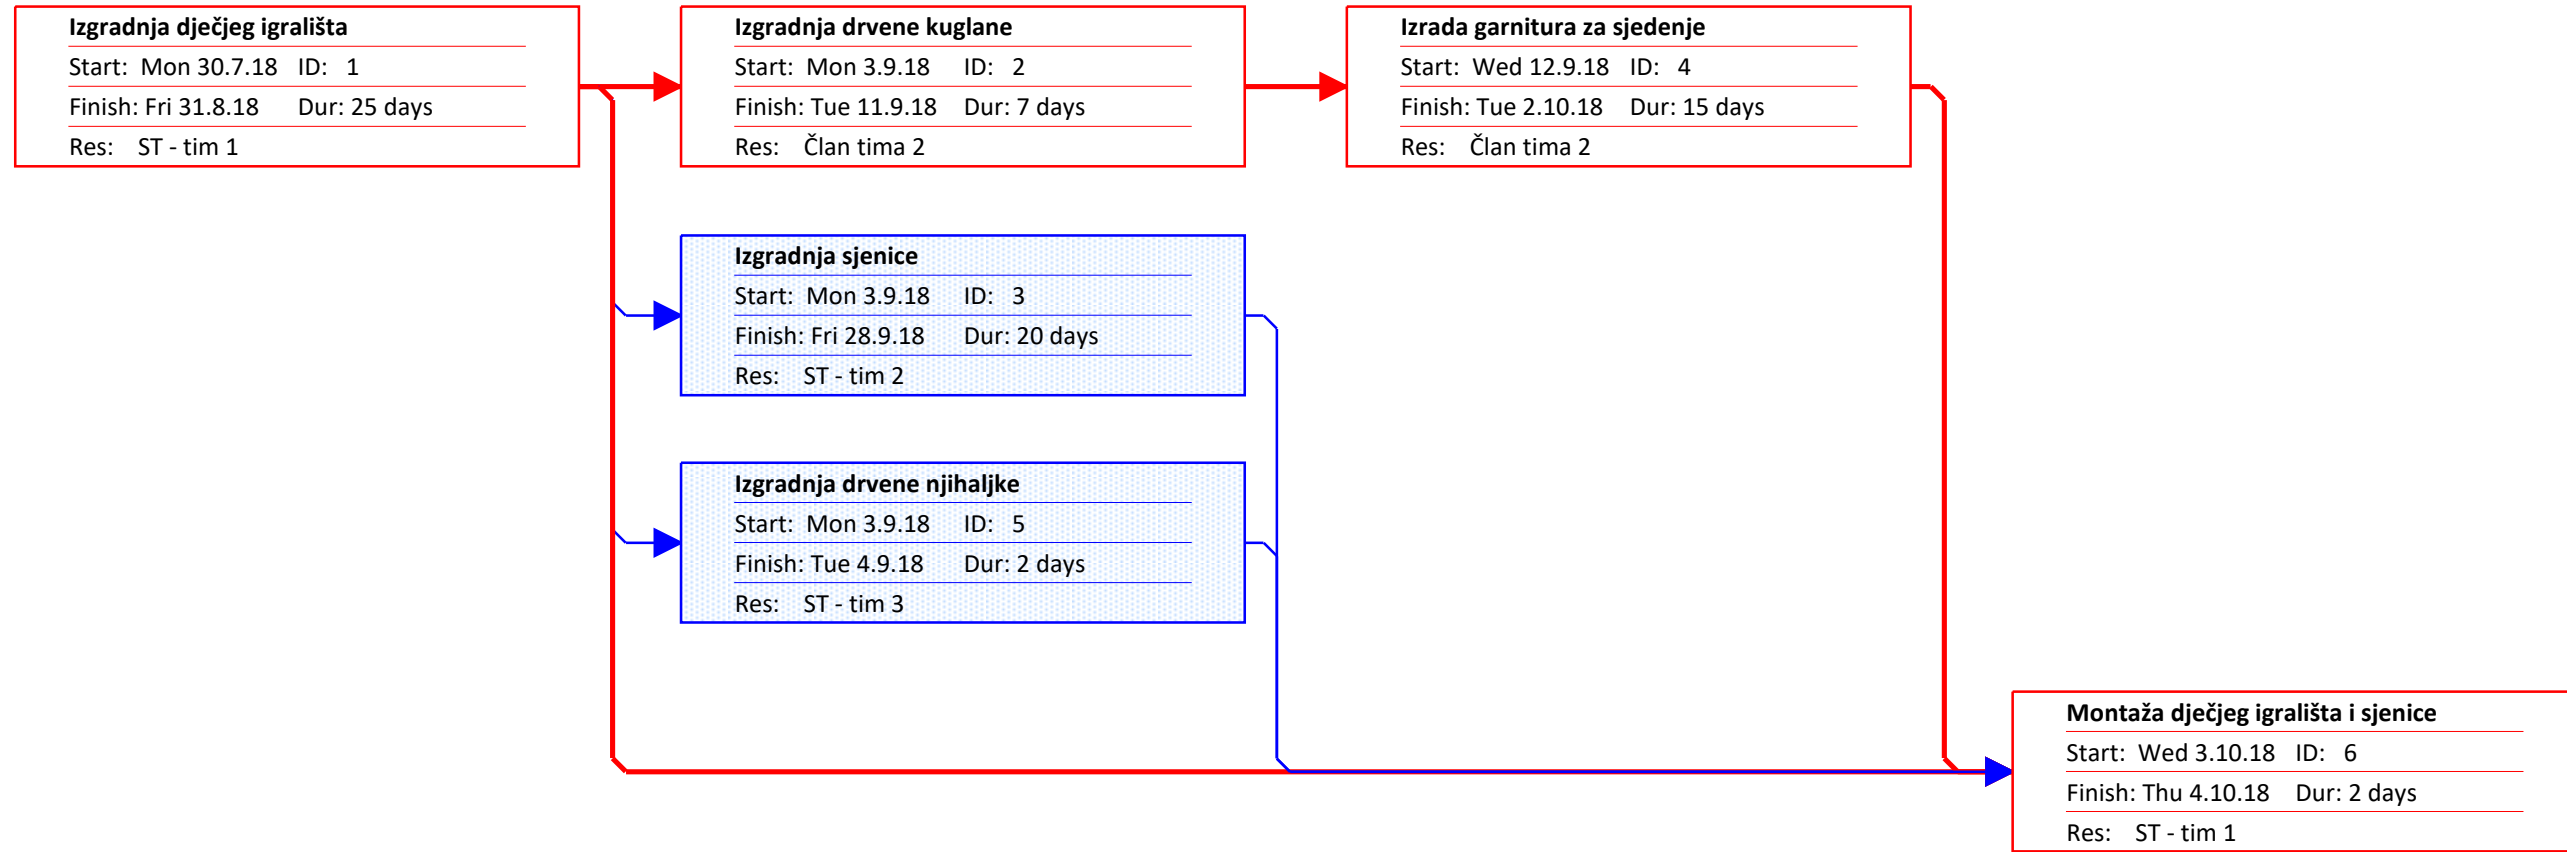 Izgradnja dječjeg igrališta
Start: Mon 30.7.18 ID: 1
Finish: Fri 31.8.18 Dur: 25 days
Res: ST - tim 1
Izgradnja drvene kuglane
Start: Mon 3.9.18 ID: 2
Finish: Tue 11.9.18 Dur: 7 days
Res: Član tima 2
Izrada garnitura za sjedenje
Start: Wed 12.9.18 ID: 4
Finish: Tue 2.10.18 Dur: 15 days
Res: Član tima 2
Izgradnja sjenice
Start: Mon 3.9.18 ID: 3
Finish: Fri 28.9.18 Dur: 20 days
Res: ST - tim 2
Izgradnja drvene njihaljke
Start: Mon 3.9.18 ID: 5
Finish: Tue 4.9.18 Dur: 2 days
Res: ST - tim 3
Montaža dječjeg igrališta i sjenice
Start: Wed 3.10.18 ID: 6
Finish: Thu 4.10.18 Dur: 2 days
Res: ST - tim 1